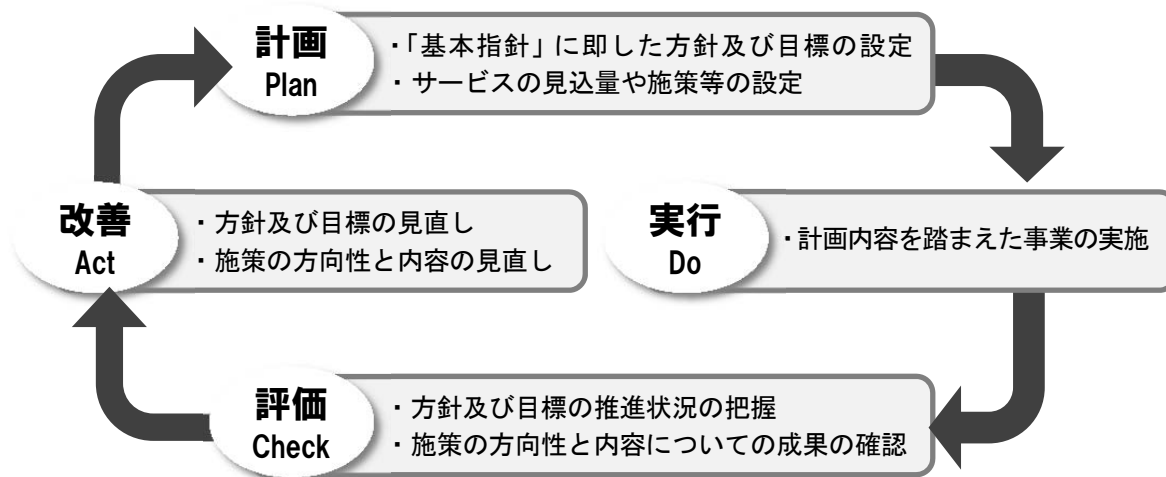 計画
Plan
・「基本指針」に即した方針及び目標の設定
・サービスの見込量や施策等の設定
実行
Do
・計画内容を踏まえた事業の実施
評価
Check
・方針及び目標の推進状況の把握
・施策の方向性と内容についての成果の確認
改善
Act
・方針及び目標の見直し
・施策の方向性と内容の見直し